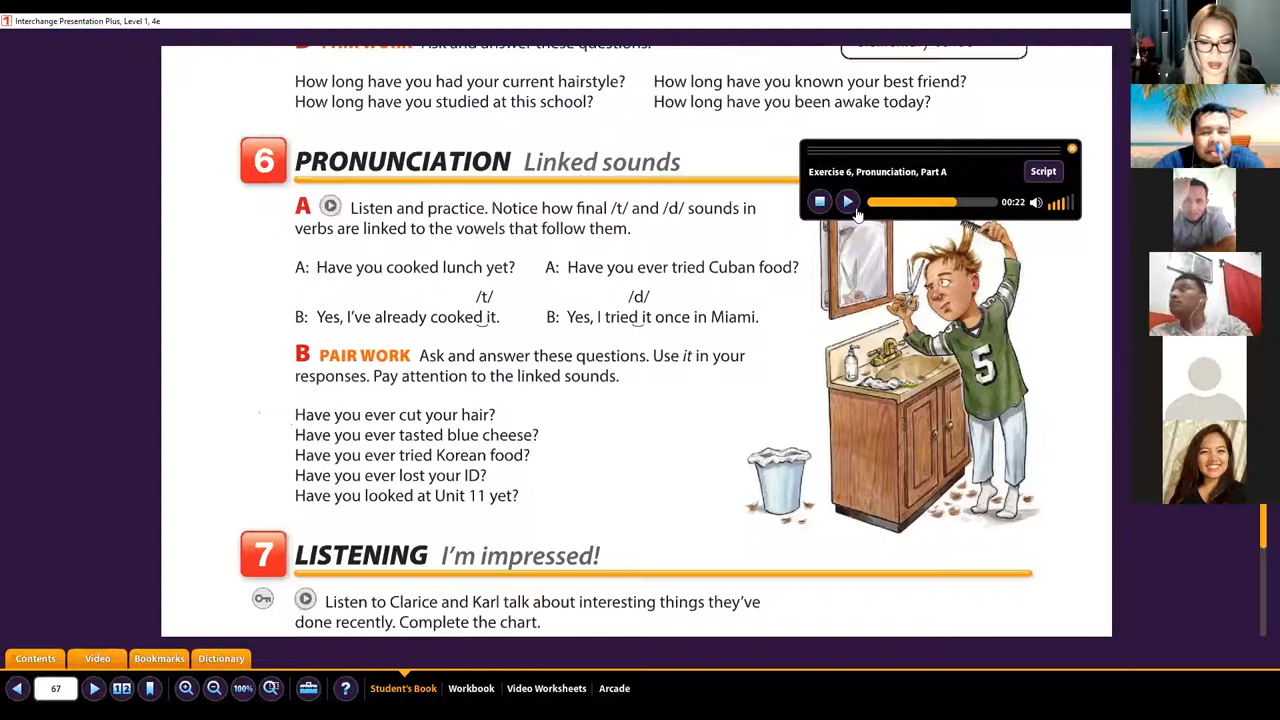 Interchange Presentation Plus, Level 1, 4e
PAIR WORK Ask and answer these questions.
How long have you had your current hairstyle? How long have you known your best friend?
How long have you studied at this school? How long have you been awake today?
6 PRONUNCIATION Linked sounds
Exercise 6, Pronunciation, Part A
Script
00:22
A Listen and practice. Notice how final /t/ and /d/ sounds in
verbs are linked to the vowels that follow them.
A: Have you cooked lunch yet? A: Have you ever tried Cuban food?
/t/ /d/
B: Yes, I've already cooked it. B: Yes, I tried it once in Miami.
B PAIR WORK Ask and answer these questions. Use it in your
responses. Pay attention to the linked sounds.
Have you ever cut your hair?
Have you ever tasted blue cheese?
Have you ever tried Korean food?
Have you ever lost your ID?
Have you looked at Unit 11 yet?
5
7 LISTENING I'm impressed!
Listen to Clarice and Karl talk about interesting things they've
done recently. Complete the chart.
Contents Video Bookmarks Dictionary
67 12 100% ? Student's Book Workbook Video Worksheets Arcade